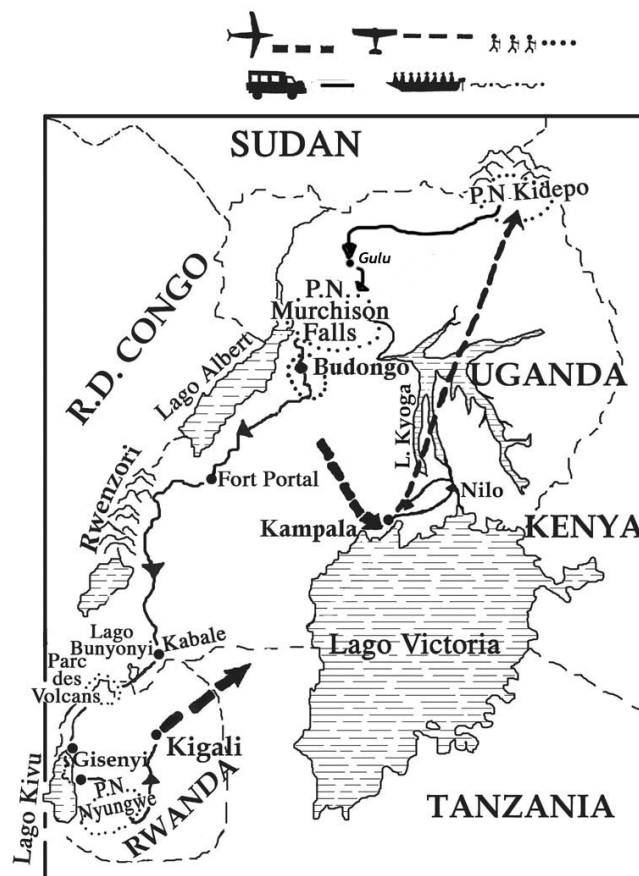 SUDAN
P.N. Kidepo
Gulu
P.N.
Murchison
Falls
R.D. CONGO
Lago Albert
Budongo
UGANDA
L. Kyoga
Rwenzori
Fort Portal
Nilo
Kampala
KENYA
Lago
Bunyonyi
Kabale
Lago Victoria
Parc
des
Volcans
Kigali
Gisenyi
P.N.
Nyungwe
RWANDA
Lago Kivu
TANZANIA